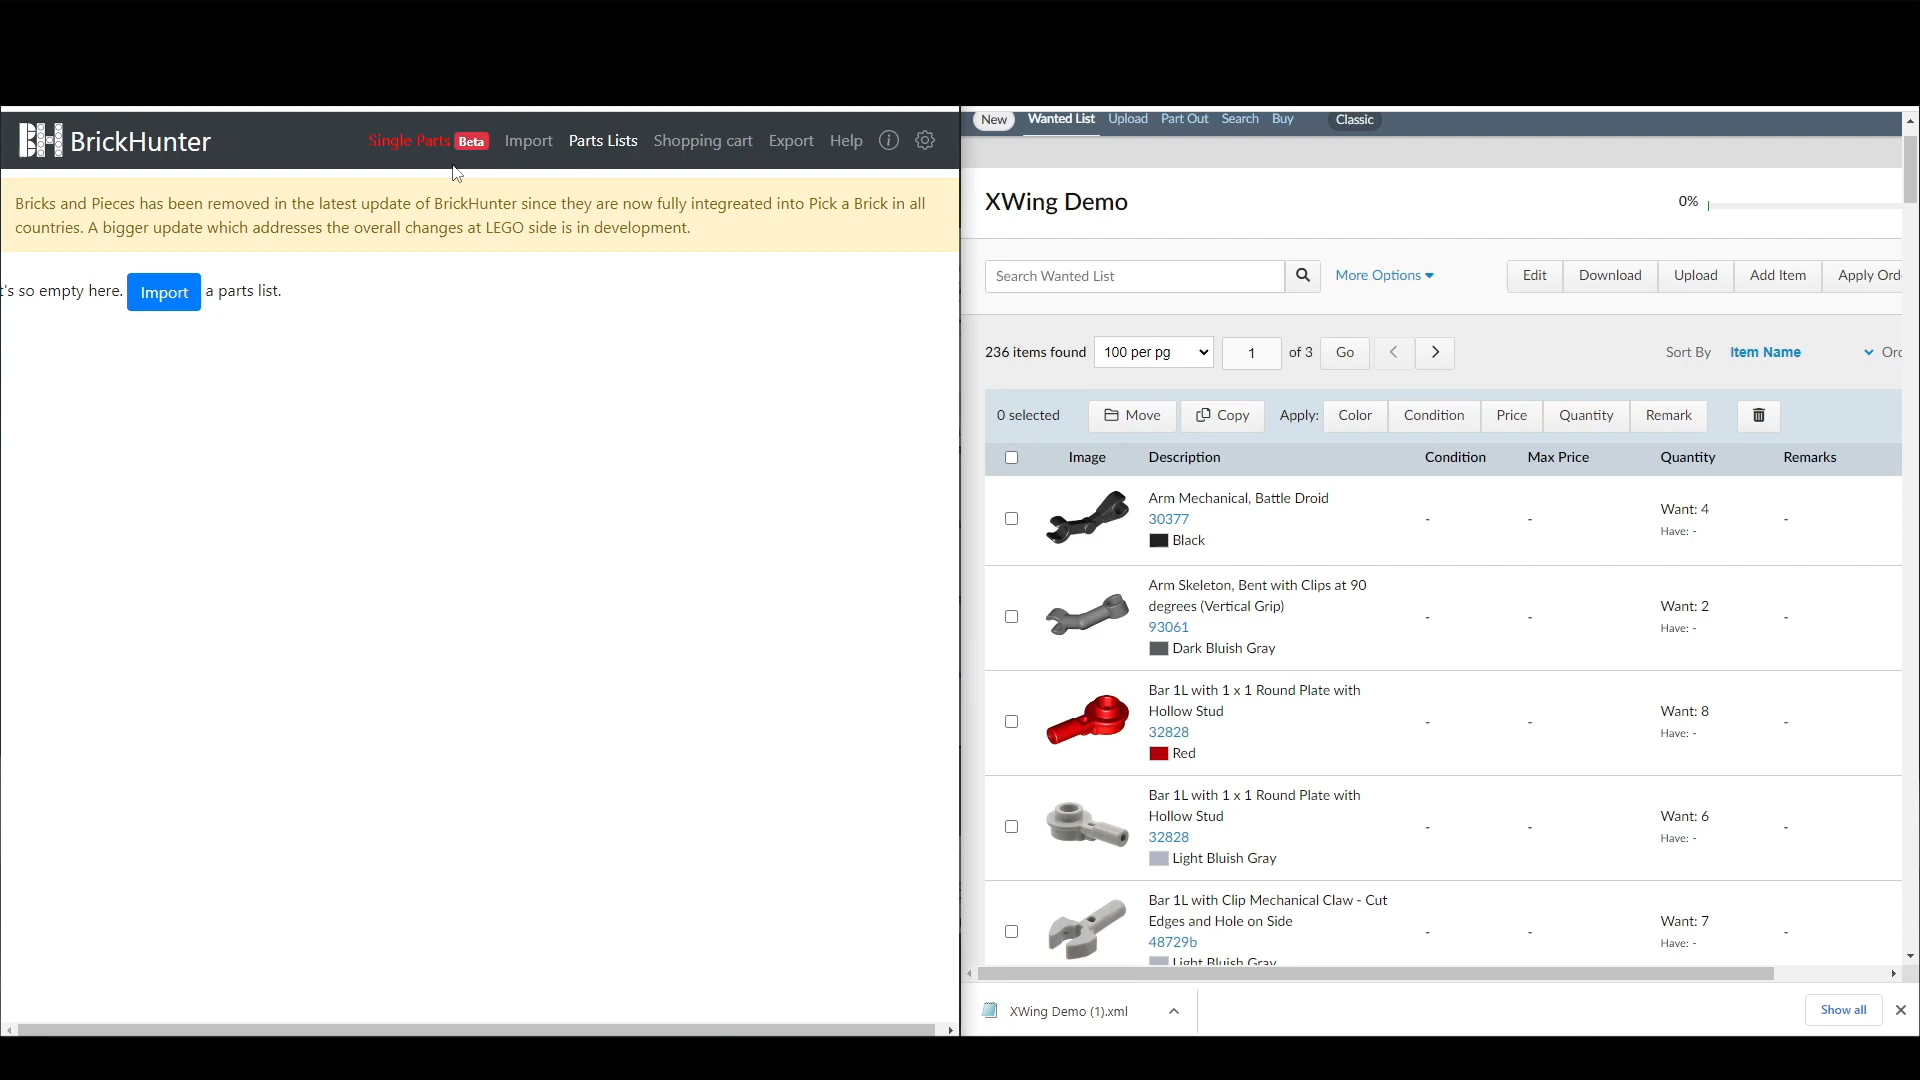 BrickHunter
Single Parts Beta Import Parts Lists Shopping cart Export Help
Bricks and Pieces has been removed in the latest update of BrickHunter since they are now fully integreated into Pick a Brick in all
countries. A bigger update which addresses the overall changes at LEGO side is in development.
t's so empty here. Import a parts list.
New Wanted List Upload Part Out Search Buy Classic
XWing Demo
0%
Search Wanted List More Options Edit Download Upload Add Item Apply Orde
236 items found 100 per pg 1 of 3 Go Sort By Item Name Ord
0 selected Move Copy Apply: Color Condition Price Quantity Remark
Image Description Condition Max Price Quantity Remarks
Arm Mechanical, Battle Droid
30377
Black
- - Want: 4 -
Have: -
Arm Skeleton, Bent with Clips at 90
degrees (Vertical Grip)
93061
Dark Bluish Gray
- - Want: 2 -
Have: -
Bar 1L with 1 x 1 Round Plate with
Hollow Stud
32828
Red
- - Want: 8 -
Have: -
Bar 1L with 1 x 1 Round Plate with
Hollow Stud
32828
Light Bluish Gray
- - Want: 6 -
Have: -
Bar 1L with Clip Mechanical Claw - Cut
Edges and Hole on Side
48729b
Light Bluish Gray
- - Want: 7 -
Have: -
XWing Demo (1).xml Show all